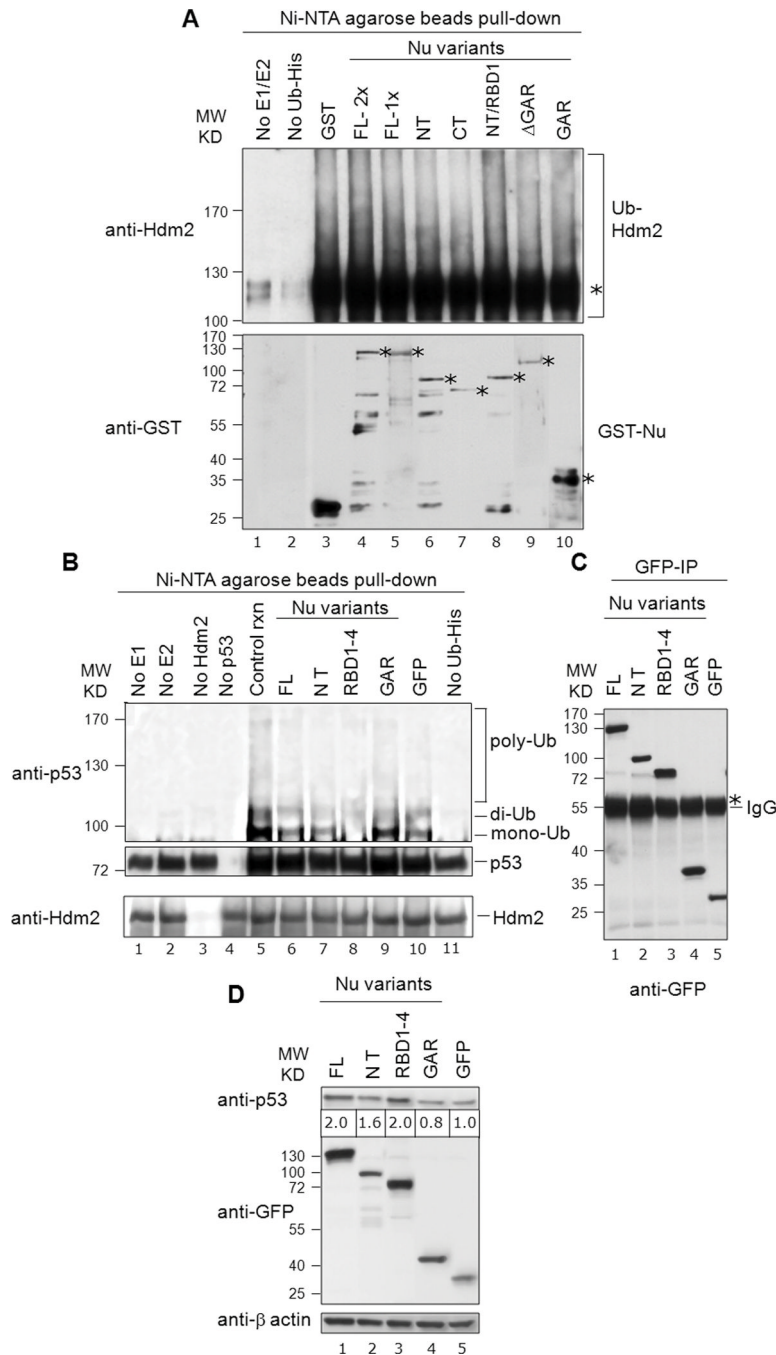 A
Ni-NTA agarose beads pull-down
Nu variants
MW
KD
No E1/E2
No Ub-His
GST
FL- 2x
FL-1x
NT
CT
NT/RBD1
ΔGAR
GAR
anti-Hdm2
170
130
100
Ub-
Hdm2
*
anti-GST
170
130
100
72
55
40
35
25
* * * * * * *
GST-Nu
1 2 3 4 5 6 7 8 9 10
B
Ni-NTA agarose beads pull-down
Nu variants
MW
KD
No E1
No E2
No Hdm2
No p53
Control rxn
FL
N T
RBD1-4
GAR
GFP
No Ub-His
anti-p53
170
130
100
72
poly-Ub
di-Ub
mono-Ub
p53
anti-Hdm2
Hdm2
1 2 3 4 5 6 7 8 9 10 11
C
GFP-IP
Nu variants
MW
KD
FL
N T
RBD1-4
GAR
GFP
170
130
100
72
55
40
35
25
*
IgG
1 2 3 4 5
anti-GFP
D
Nu variants
MW
KD
FL
N T
RBD1-4
GAR
GFP
anti-p53
2.0 1.6 2.0 0.8 1.0
anti-GFP
130
100
72
55
40
25
anti-β actin
1 2 3 4 5